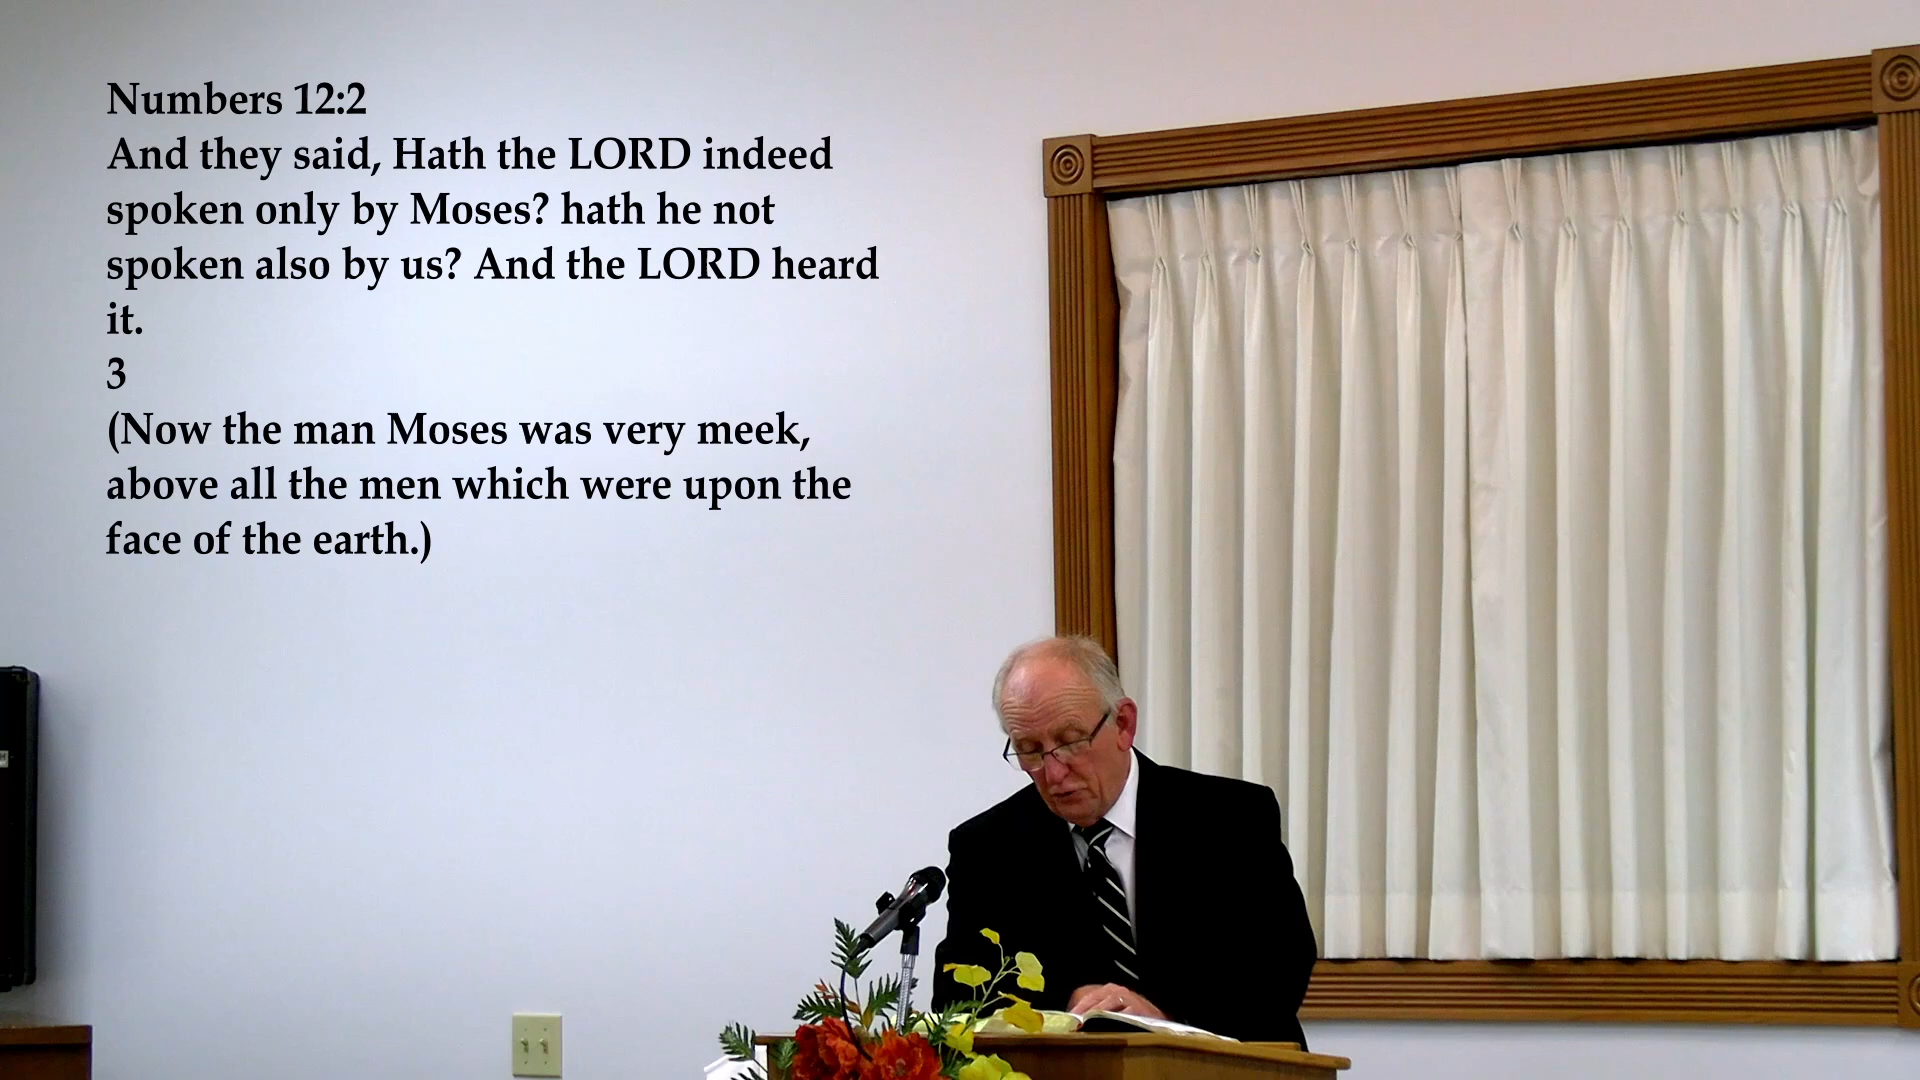 Numbers 12:2
And they said, Hath the LORD indeed
spoken only by Moses? hath he not
spoken also by us? And the LORD heard
it.
3
(Now the man Moses was very meek,
above all the men which were upon the
face of the earth.)